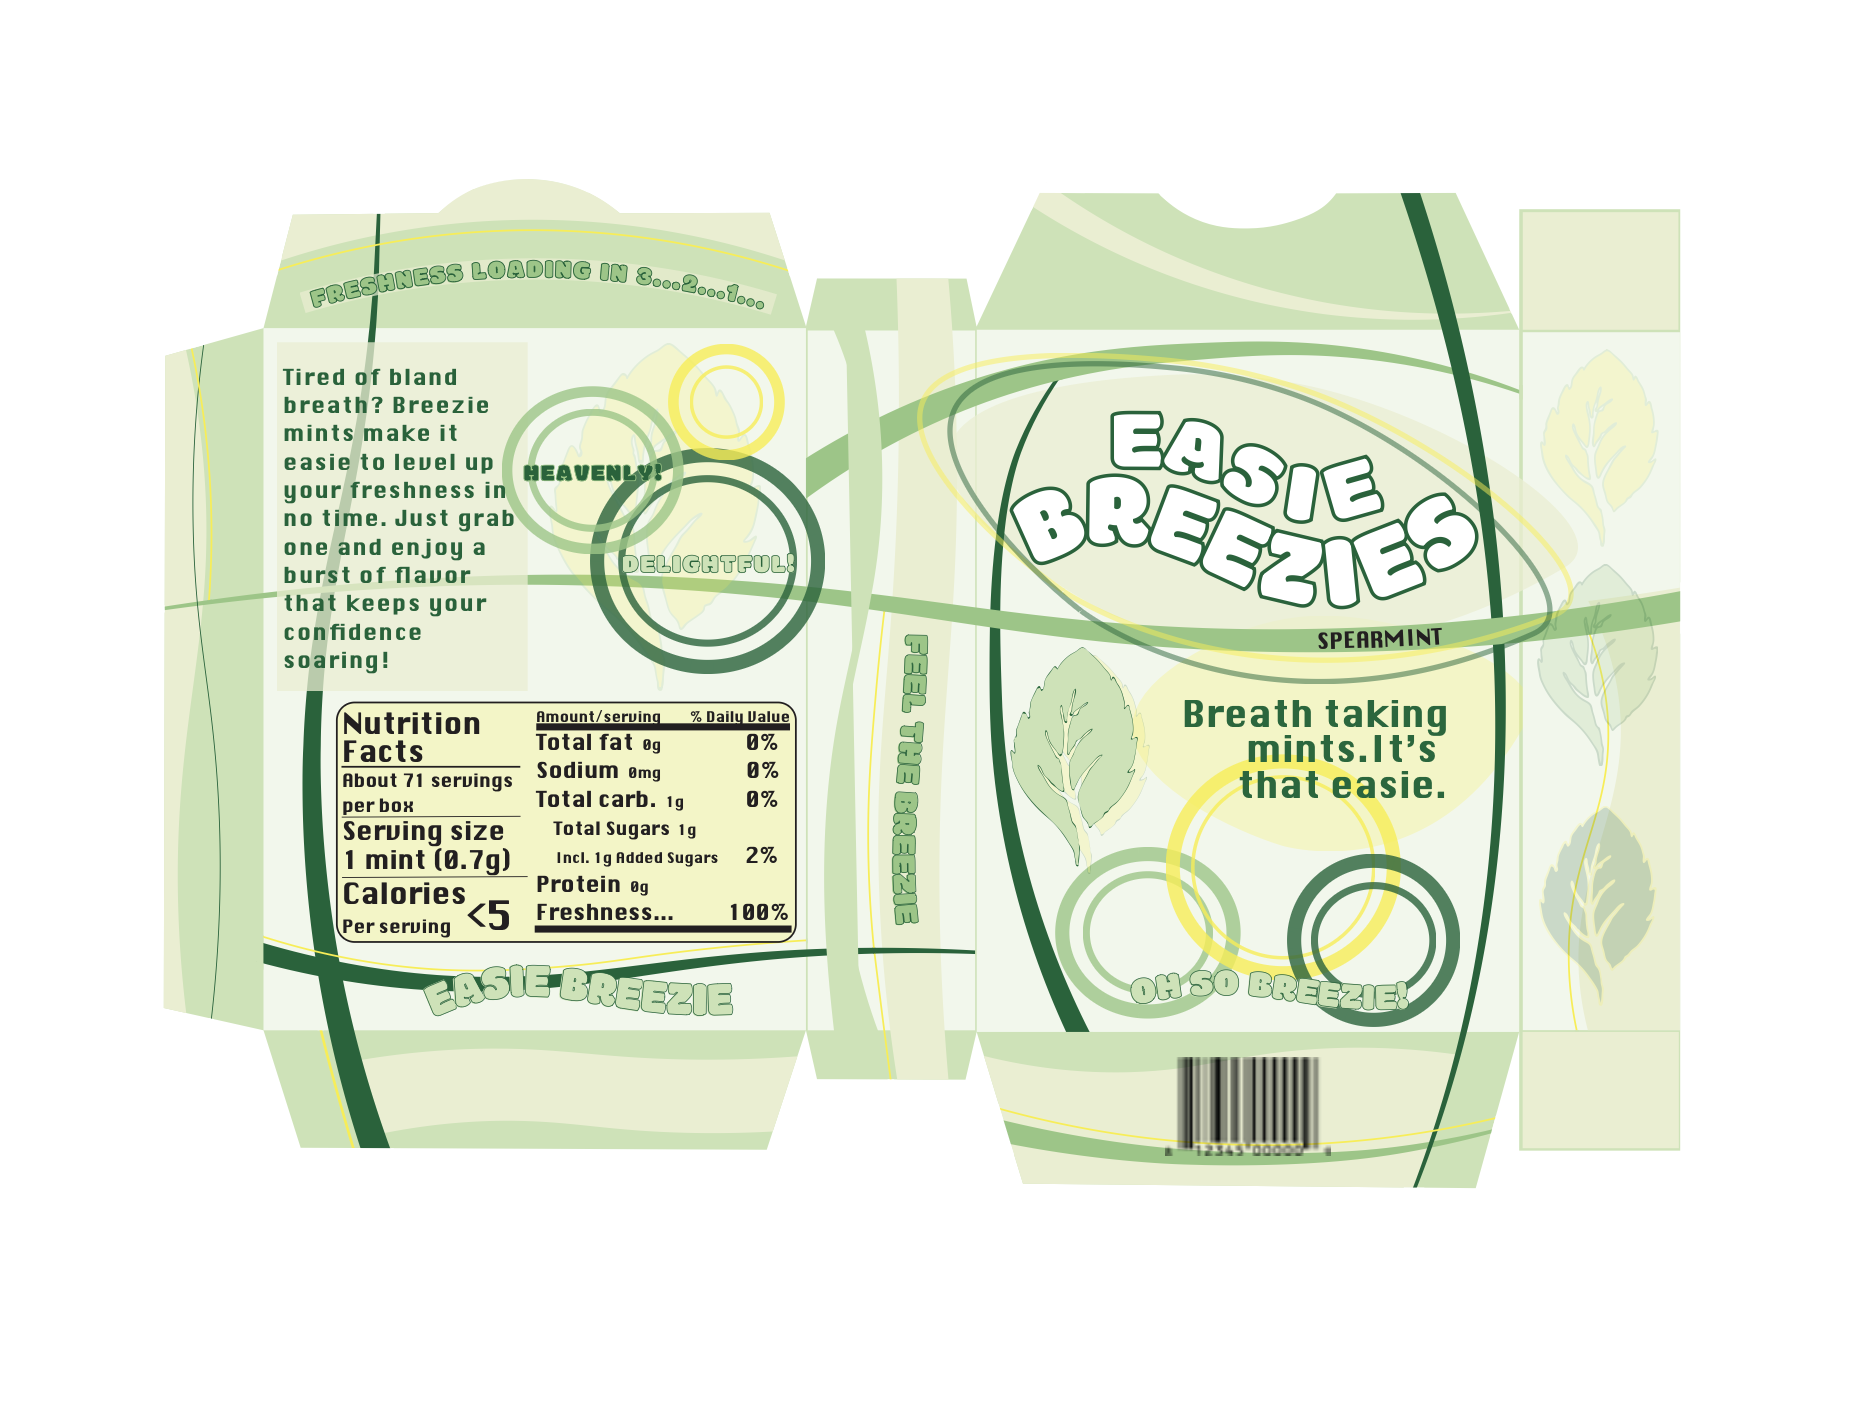 FRESHNESS LOADING IN 3...2...1...
Tired of bland
breath? Breezie
mints make it
easie to level up
your freshness in
no time. Just grab
one and enjoy a
burst of flavor
that keeps your
confidence
soaring!
HEAVENLY!
DELIGHTFUL!
Nutrition
Facts
About 71 servings
per box
Serving size
1 mint (0.7g)
Calories
Per serving <5
Amount/serving % Daily Value
Total fat 0g 0%
Sodium 0mg 0%
Total carb. 1g 0%
Total Sugars 1g
Incl. 1g Added Sugars 2%
Protein 0g
Freshness... 100%
EASIE BREEZIE
FEEL THE BREEZIE
EASIE
BREEZIES
SPEARMINT
Breath taking
mints.It's
that easie.
OH SO BREEZIE!
12345 00000